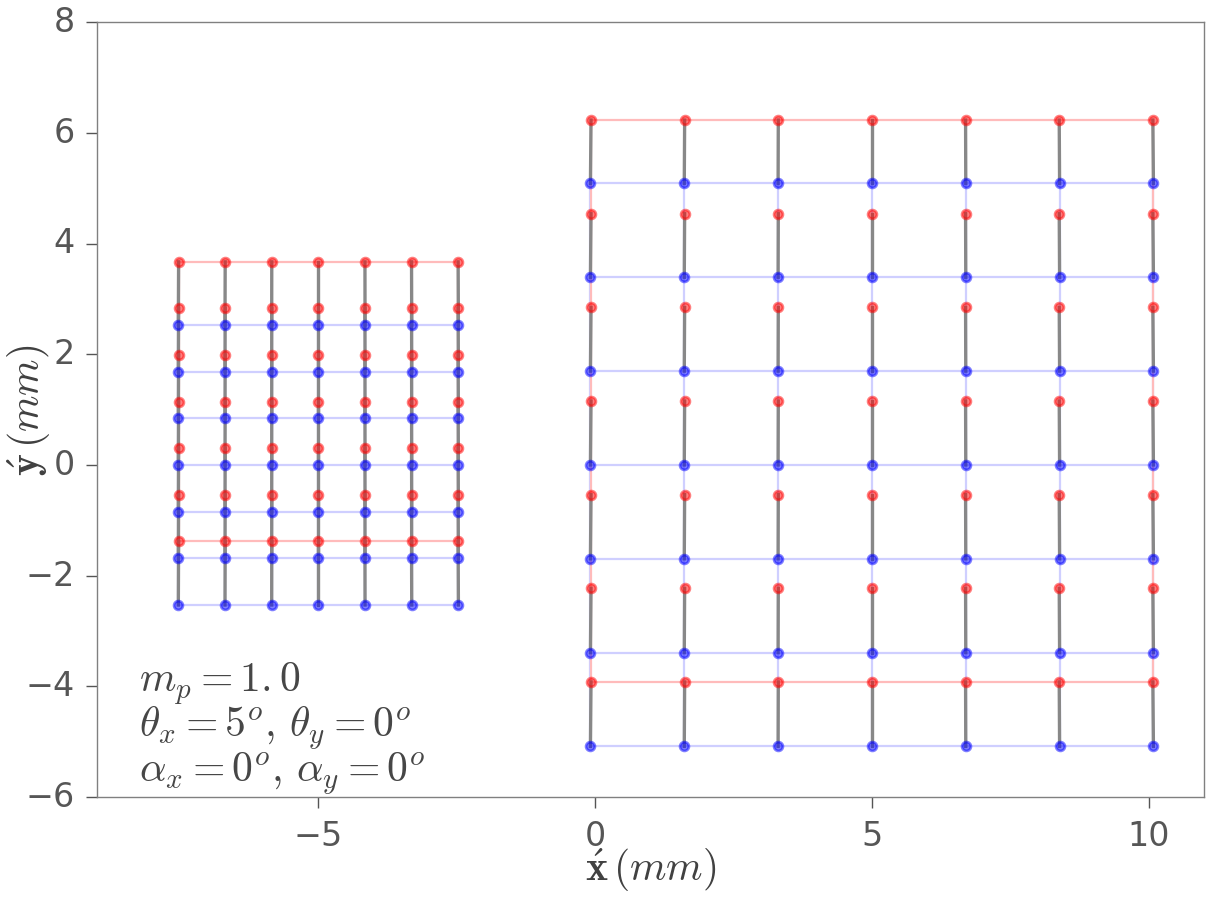 8
6
4
2
0
−2
−4
−6
ý (mm)
m_p = 1.0
θ_x = 5^o, θ_y = 0^o
α_x = 0^o, α_y = 0^o
−5 0 5 10
x́ (mm)